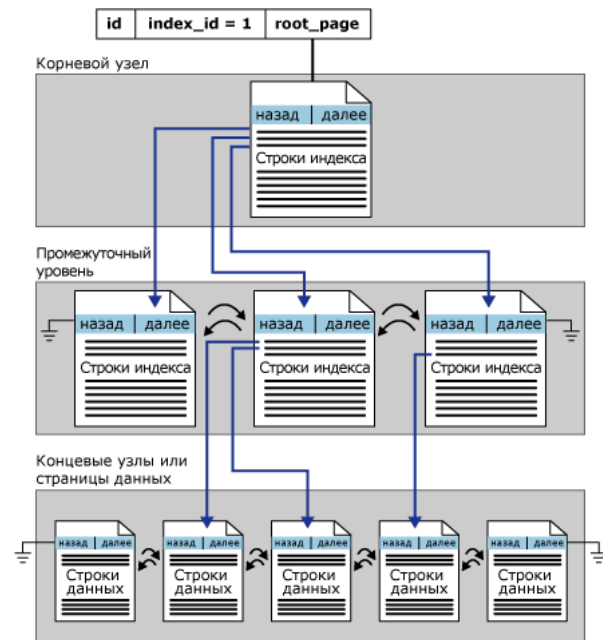 id index_id = 1 root_page
Корневой узел
назад далее
Строки индекса
Промежуточный
уровень
назад далее назад далее назад далее
Строки индекса Строки индекса Строки индекса
Концевые узлы или
страницы данных
назад далее назад далее назад далее назад далее назад далее
Строки Строки Строки Строки Строки
данных данных данных данных данных